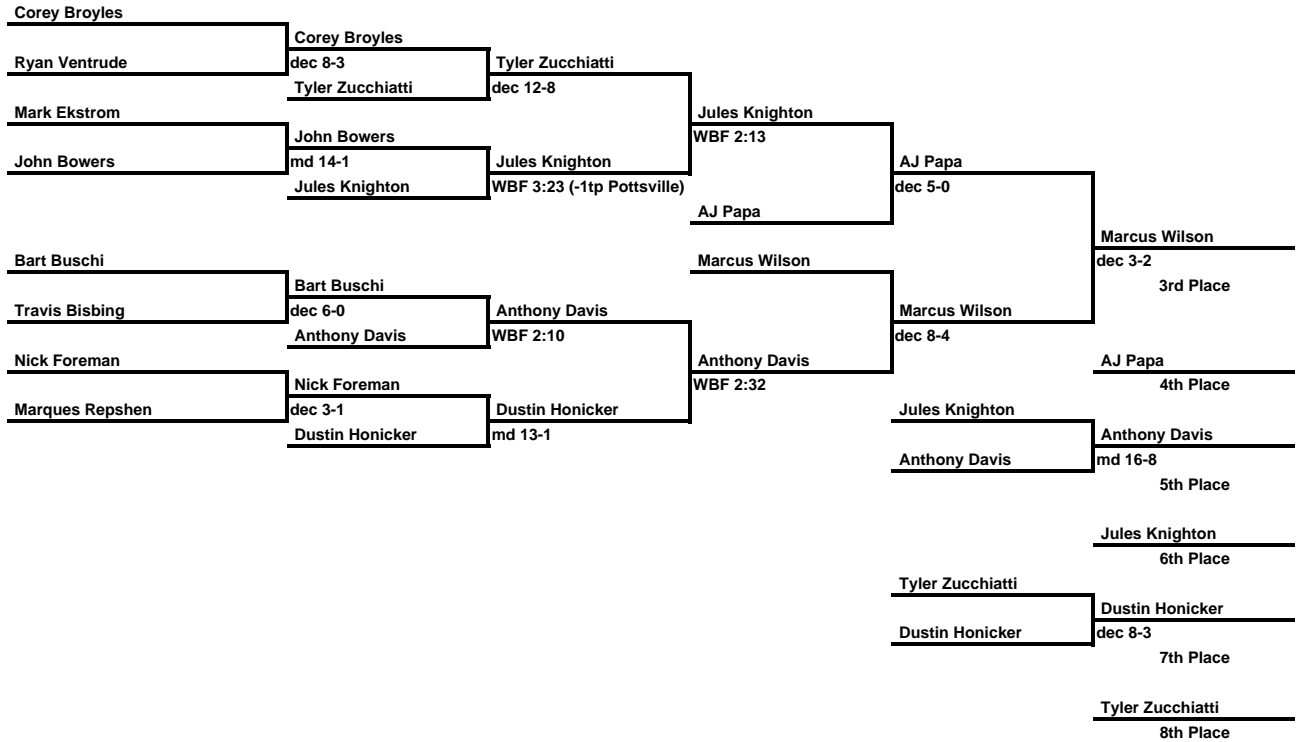 Corey Broyles
Corey Broyles
Ryan Ventrude
dec 8-3
Tyler Zucchiatti
Tyler Zucchiatti
dec 12-8
Mark Ekstrom
Jules Knighton
John Bowers
WBF 2:13
John Bowers
md 14-1
Jules Knighton
AJ Papa
Jules Knighton
WBF 3:23 (-1tp Pottsville)
dec 5-0
AJ Papa
Marcus Wilson
Bart Buschi
Marcus Wilson
dec 3-2
Bart Buschi
3rd Place
Travis Bisbing
dec 6-0
Anthony Davis
Marcus Wilson
Anthony Davis
WBF 2:10
dec 8-4
Nick Foreman
Anthony Davis
AJ Papa
Nick Foreman
WBF 2:32
4th Place
Marques Repshen
dec 3-1
Dustin Honicker
Jules Knighton
Dustin Honicker
md 13-1
Anthony Davis
Anthony Davis
md 16-8
5th Place
Jules Knighton
6th Place
Tyler Zucchiatti
Dustin Honicker
Dustin Honicker
dec 8-3
7th Place
Tyler Zucchiatti
8th Place